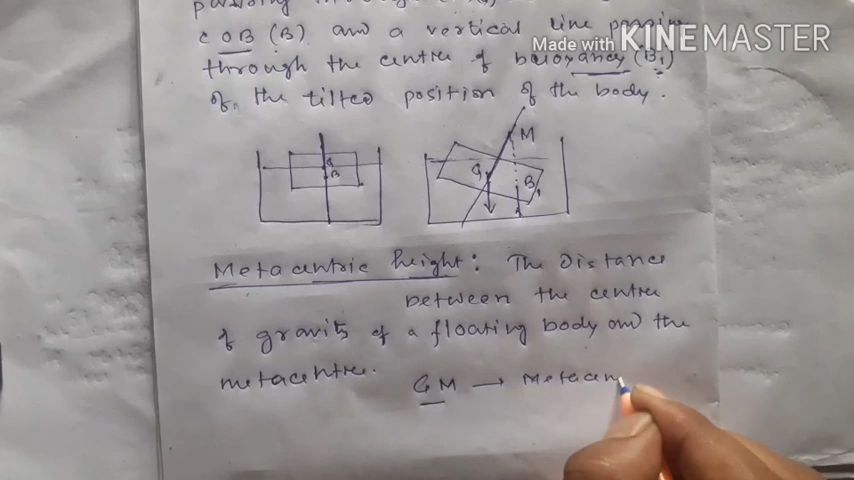 passing through
COB (B) and a vertical line passing
Made with KINEMASTER
through the centre of buoyancy (B1)
of the tilted position of the body.
G
B
M
G
B1
Metacentric height: The Distance
between the centre
of gravity of a floating body and the
metacentre.
GM → Metacen